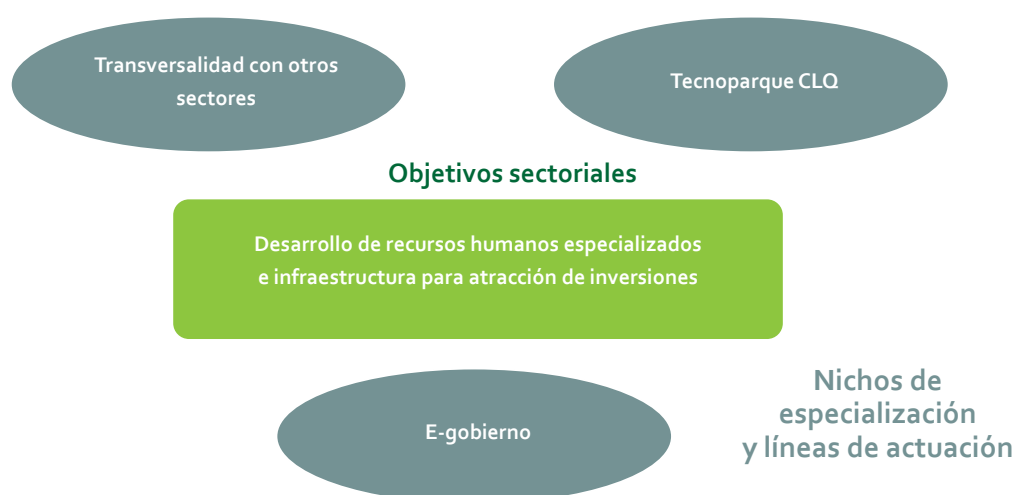 Transversalidad con otros
sectores
Tecnoparque CLQ
Objetivos sectoriales
Desarrollo de recursos humanos especializados
e infraestructura para atracción de inversiones
E-gobierno
Nichos de
especialización
y líneas de actuación